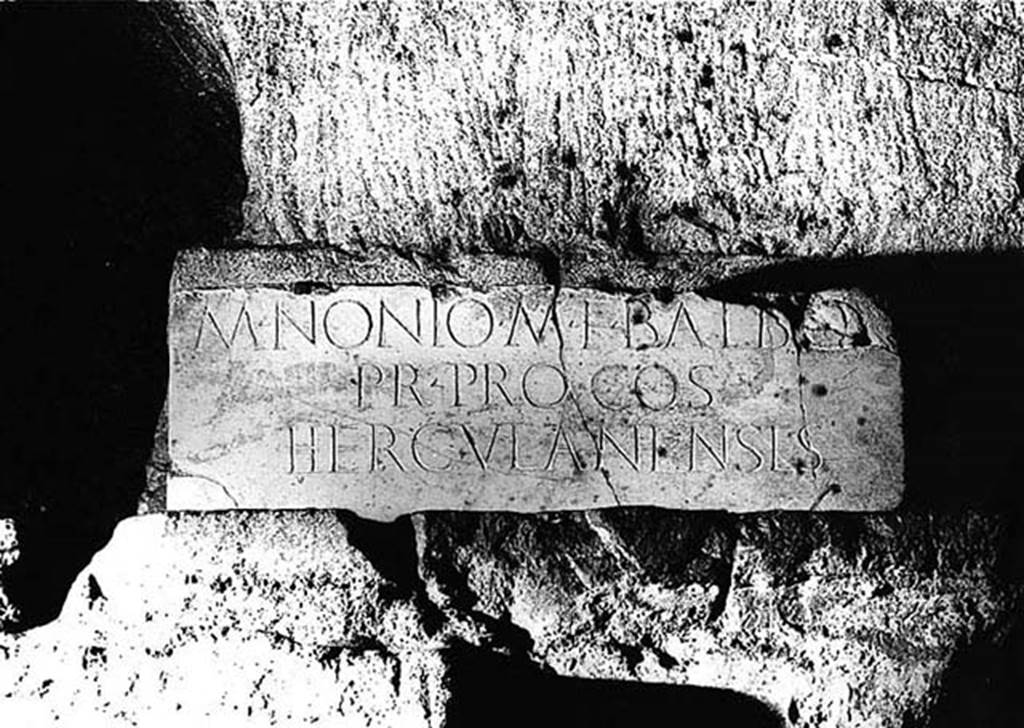 M·NONIO·M·F·BALBO
PR·PRO·COS
HERCVLANENSES